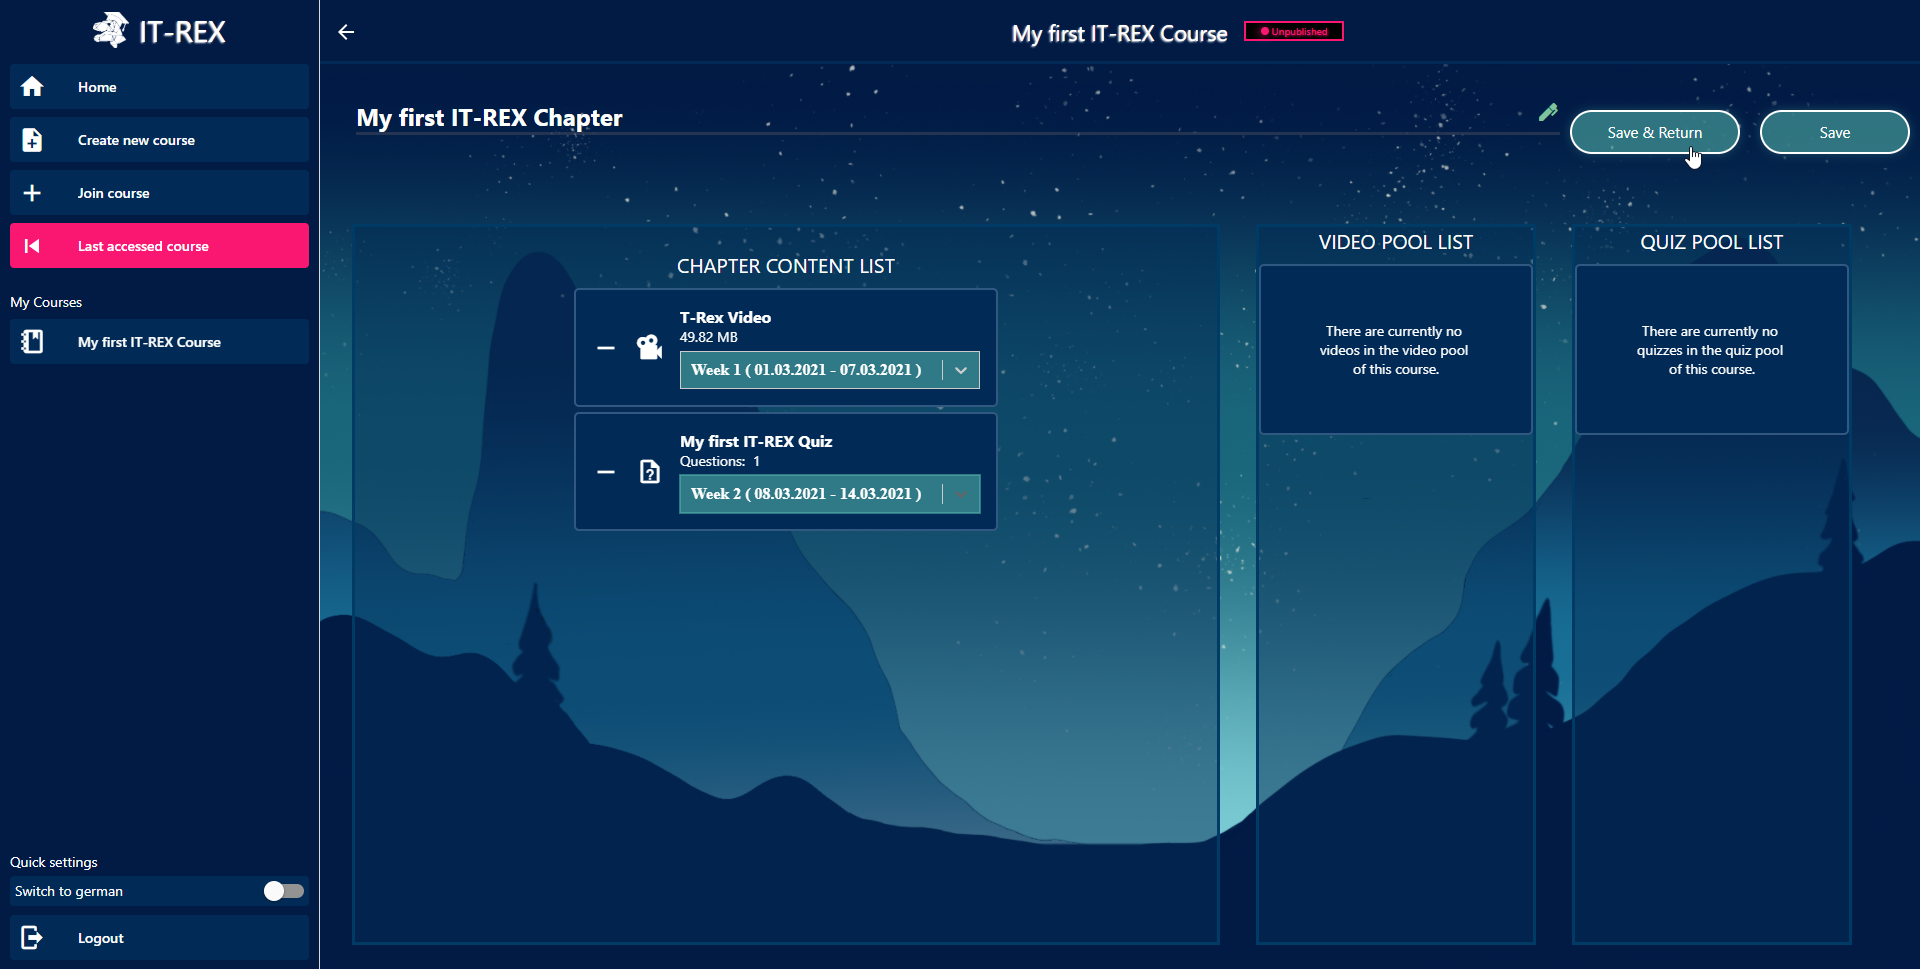 IT-REX
Home
Create new course
Join course
Last accessed course
My Courses
My first IT-REX Course
Quick settings
Switch to german
Logout
My first IT-REX Course
Unpublished
My first IT-REX Chapter
Save & Return
Save
CHAPTER CONTENT LIST
T-Rex Video
49.82 MB
Week 1 ( 01.03.2021 - 07.03.2021 )
My first IT-REX Quiz
Questions: 1
Week 2 ( 08.03.2021 - 14.03.2021 )
VIDEO POOL LIST
There are currently no
videos in the video pool
of this course.
QUIZ POOL LIST
There are currently no
quizzes in the quiz pool
of this course.